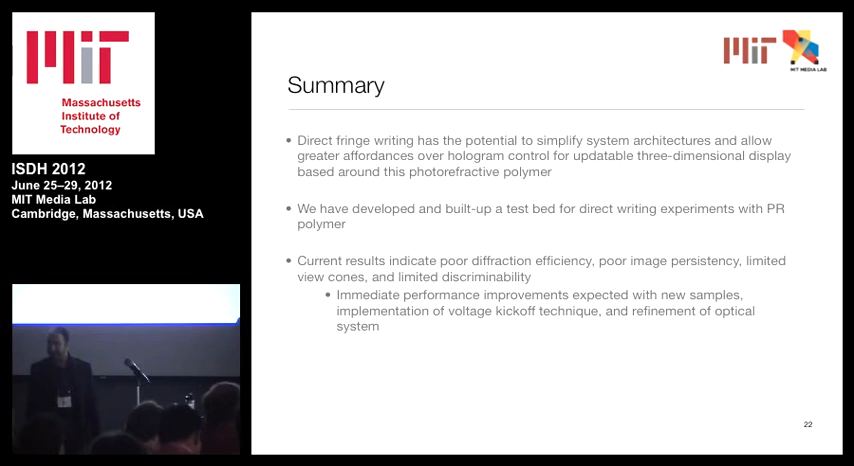 MIT
Massachusetts
Institute of
Technology
ISDH 2012
June 25–29, 2012
MIT Media Lab
Cambridge, Massachusetts, USA
MIT
MIT MEDIA LAB
Summary
• Direct fringe writing has the potential to simplify system architectures and allow
greater affordances over hologram control for updatable three-dimensional display
based around this photorefractive polymer
• We have developed and built-up a test bed for direct writing experiments with PR
polymer
• Current results indicate poor diffraction efficiency, poor image persistency, limited
view cones, and limited discriminability
• Immediate performance improvements expected with new samples,
implementation of voltage kickoff technique, and refinement of optical
system
22